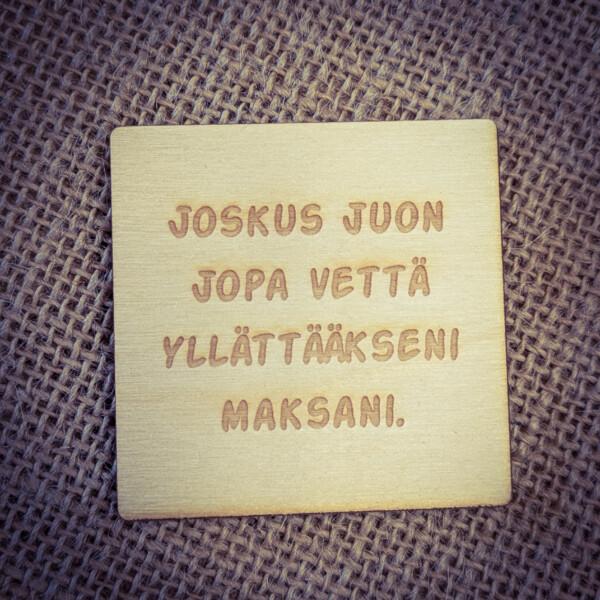 JOSKUS JUON
JOPA VETTÄ
YLLÄTTÄÄKSENI
MAKSANI.